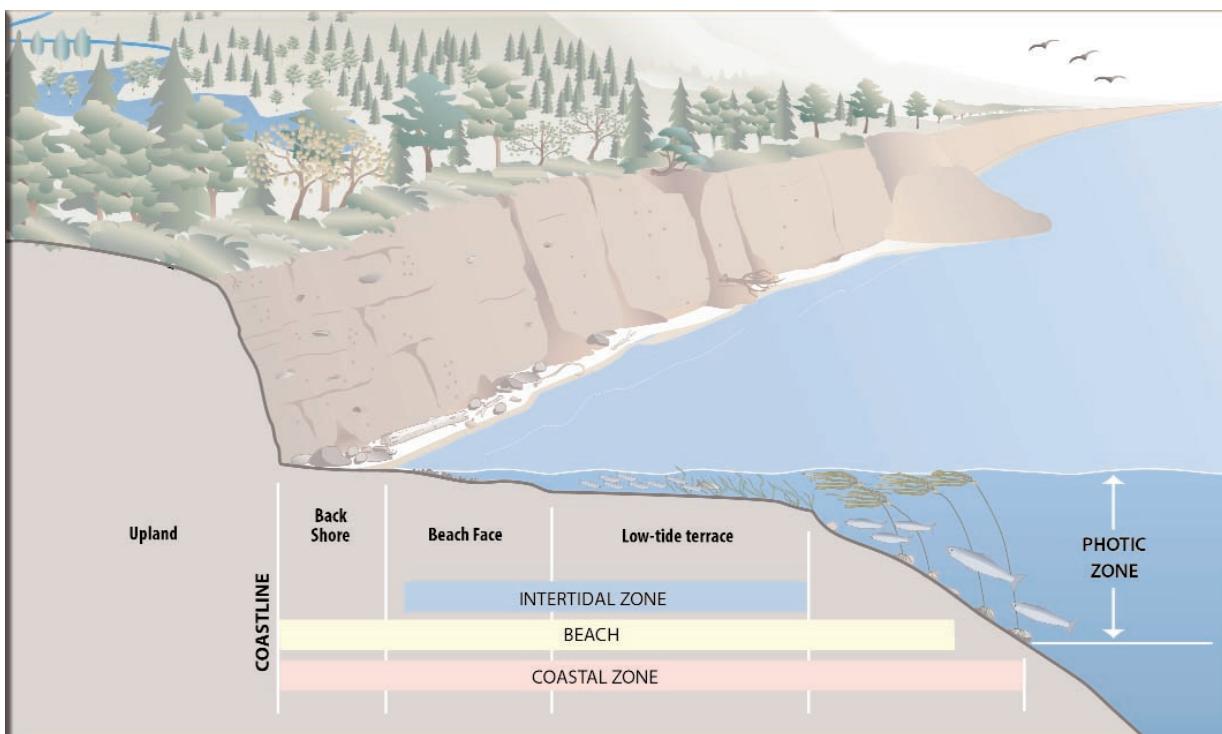 Upland
Back
Shore
Beach Face
Low-tide terrace
PHOTIC
ZONE
COASTLINE
INTERTIDAL ZONE
BEACH
COASTAL ZONE